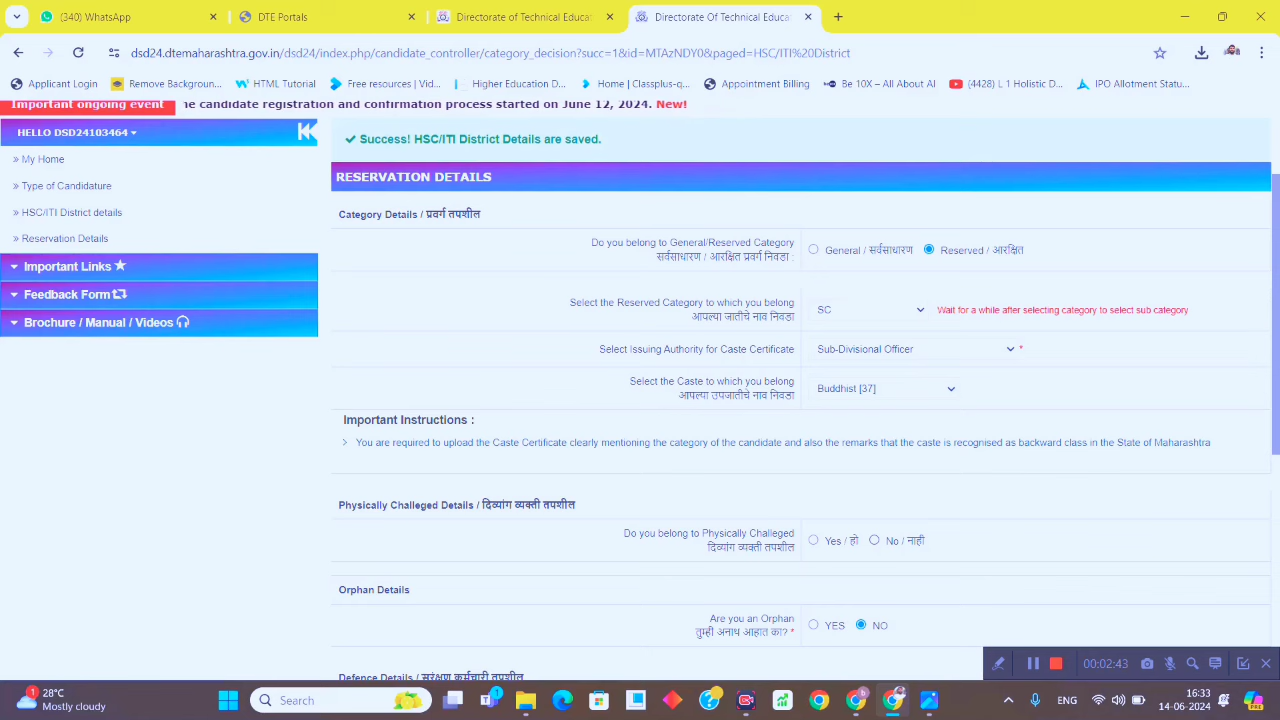 (340) WhatsApp
DTE Portals
Directorate of Technical Educa
Directorate Of Technical Educa
dsd24.dtemaharashtra.gov.in/dsd24/index.php/candidate_controller/category_decision?succ=1&id=MTAzNDY0&paged=HSC/ITI%20District
Applicant Login
Remove Backgroun...
HTML Tutorial
Free resources | Vid...
Higher Education D...
Home | Classplus-q...
Appointment Billing
Be 10X – All About AI
(4428) L 1 Holistic D...
IPO Allotment Statu...
Important ongoing event
he candidate registration and confirmation process started on June 12, 2024. New!
HELLO DSD24103464
» My Home
» Type of Candidature
» HSC/ITI District details
» Reservation Details
Important Links
Feedback Form
Brochure / Manual / Videos
Success! HSC/ITI District Details are saved.
RESERVATION DETAILS
Category Details / प्रवर्ग तपशील
Do you belong to General/Reserved Category
सर्वसाधारण / आरक्षित प्रवर्ग निवडा :
General / सर्वसाधारण
Reserved / आरक्षित
Select the Reserved Category to which you belong
आपल्या जातीचे नाव निवडा
SC
Wait for a while after selecting category to select sub category
Select Issuing Authority for Caste Certificate
Sub-Divisional Officer
*
Select the Caste to which you belong
आपल्या उपजातीचे नाव निवडा
Buddhist [37]
Important Instructions :
You are required to upload the Caste Certificate clearly mentioning the category of the candidate and also the remarks that the caste is recognised as backward class in the State of Maharashtra
Physically Challeged Details / दिव्यांग व्यक्ती तपशील
Do you belong to Physically Challeged
दिव्यांग व्यक्ती तपशील
Yes / हो
No / नाही
Orphan Details
Are you an Orphan
तुम्ही अनाथ आहात का? *
YES
NO
Defence Details / संरक्षण कर्मचारी तपशील
00:02:43
1
28°C
Mostly cloudy
Search
1
ENG
16:33
14-06-2024